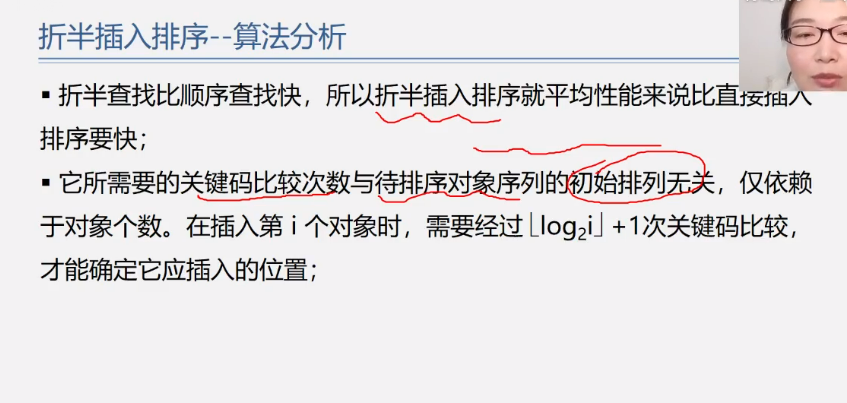 折半插入排序--算法分析
▪ 折半查找比顺序查找快，所以折半插入排序就平均性能来说比直接插入
排序要快；
▪ 它所需要的关键码比较次数与待排序对象序列的初始排列无关，仅依赖
于对象个数。在插入第 i 个对象时，需要经过⌊log₂i⌋+1次关键码比较，
才能确定它应插入的位置；